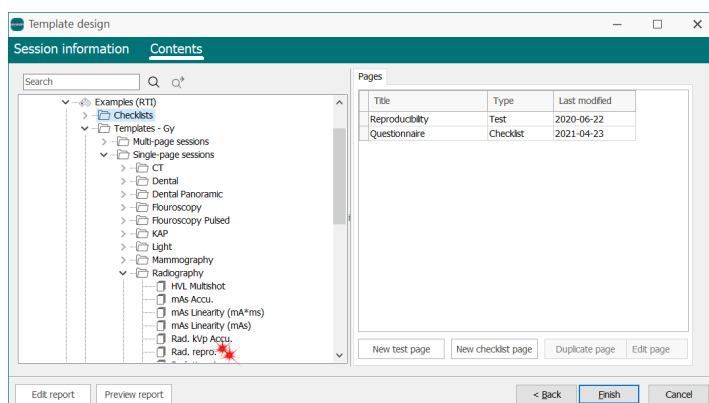 Template design
Session information Contents
Search
Examples (RTI)
Checklists
Templates - Gy
Multi-page sessions
Single-page sessions
CT
Dental
Dental Panoramic
Flouroscopy
Flouroscopy Pulsed
KAP
Light
Mammography
Radiography
HVL Multishot
mAs Accu.
mAs Linearity (mA*ms)
mAs Linearity (mAs)
Rad. kVp Accu.
Rad. repro.
Pages
Title Type Last modified
Reproducibility Test 2020-06-22
Questionnaire Checklist 2021-04-23
New test page New checklist page Duplicate page Edit page
Edit report Preview report < Back Finish Cancel